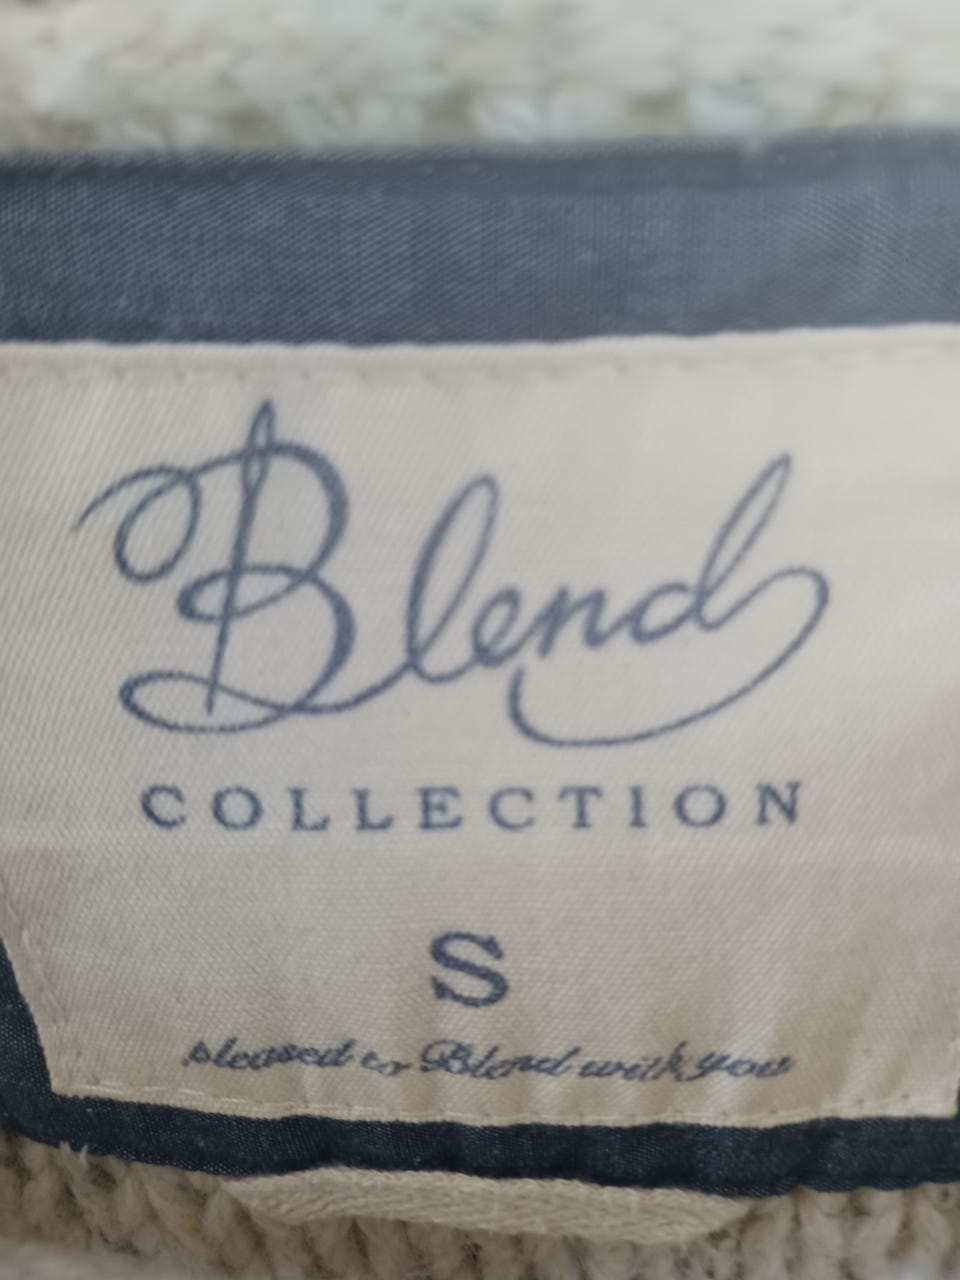 Blend
COLLECTION
S
pleased to Blend with you